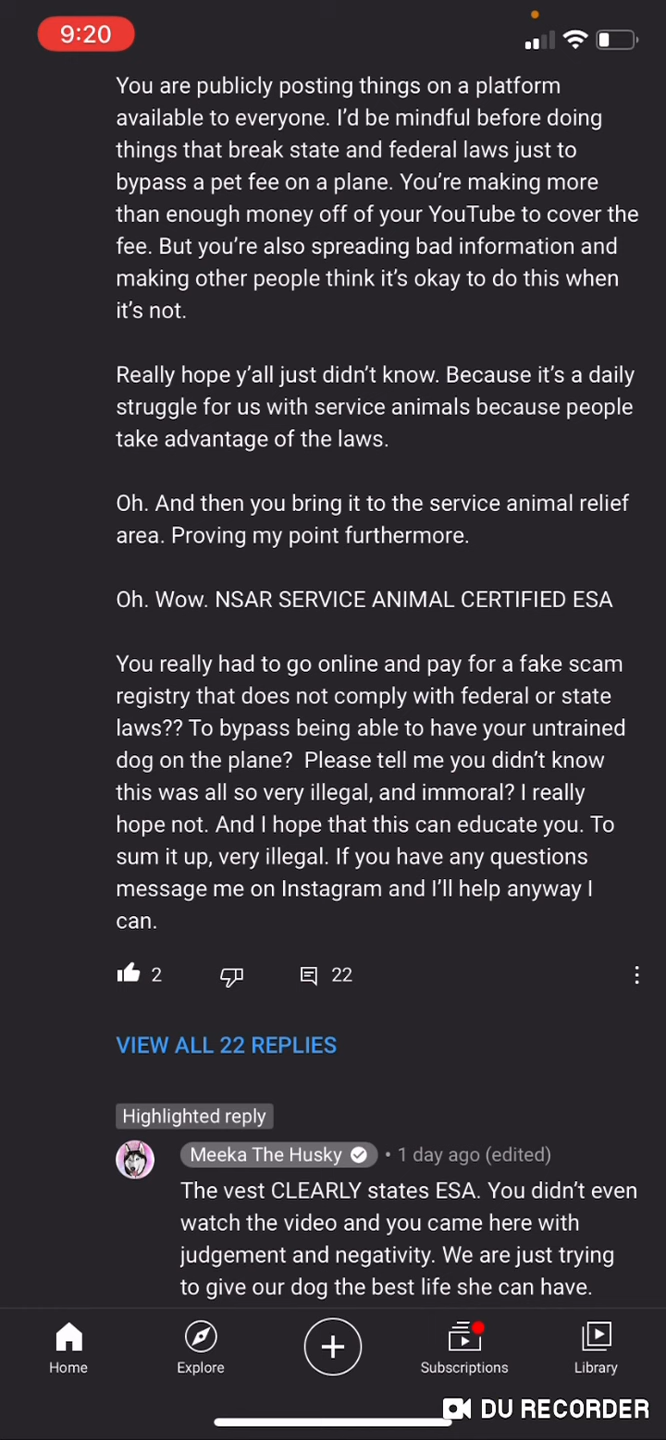 9:20
You are publicly posting things on a platform
available to everyone. I'd be mindful before doing
things that break state and federal laws just to
bypass a pet fee on a plane. You're making more
than enough money off of your YouTube to cover the
fee. But you're also spreading bad information and
making other people think it's okay to do this when
it's not.
Really hope y'all just didn't know. Because it's a daily
struggle for us with service animals because people
take advantage of the laws.
Oh. And then you bring it to the service animal relief
area. Proving my point furthermore.
Oh. Wow. NSAR SERVICE ANIMAL CERTIFIED ESA
You really had to go online and pay for a fake scam
registry that does not comply with federal or state
laws?? To bypass being able to have your untrained
dog on the plane?  Please tell me you didn't know
this was all so very illegal, and immoral? I really
hope not. And I hope that this can educate you. To
sum it up, very illegal. If you have any questions
message me on Instagram and I'll help anyway I
can.
2 22
VIEW ALL 22 REPLIES
Highlighted reply
Meeka The Husky • 1 day ago (edited)
The vest CLEARLY states ESA. You didn't even
watch the video and you came here with
judgement and negativity. We are just trying
to give our dog the best life she can have.
Home Explore Subscriptions Library
DU RECORDER